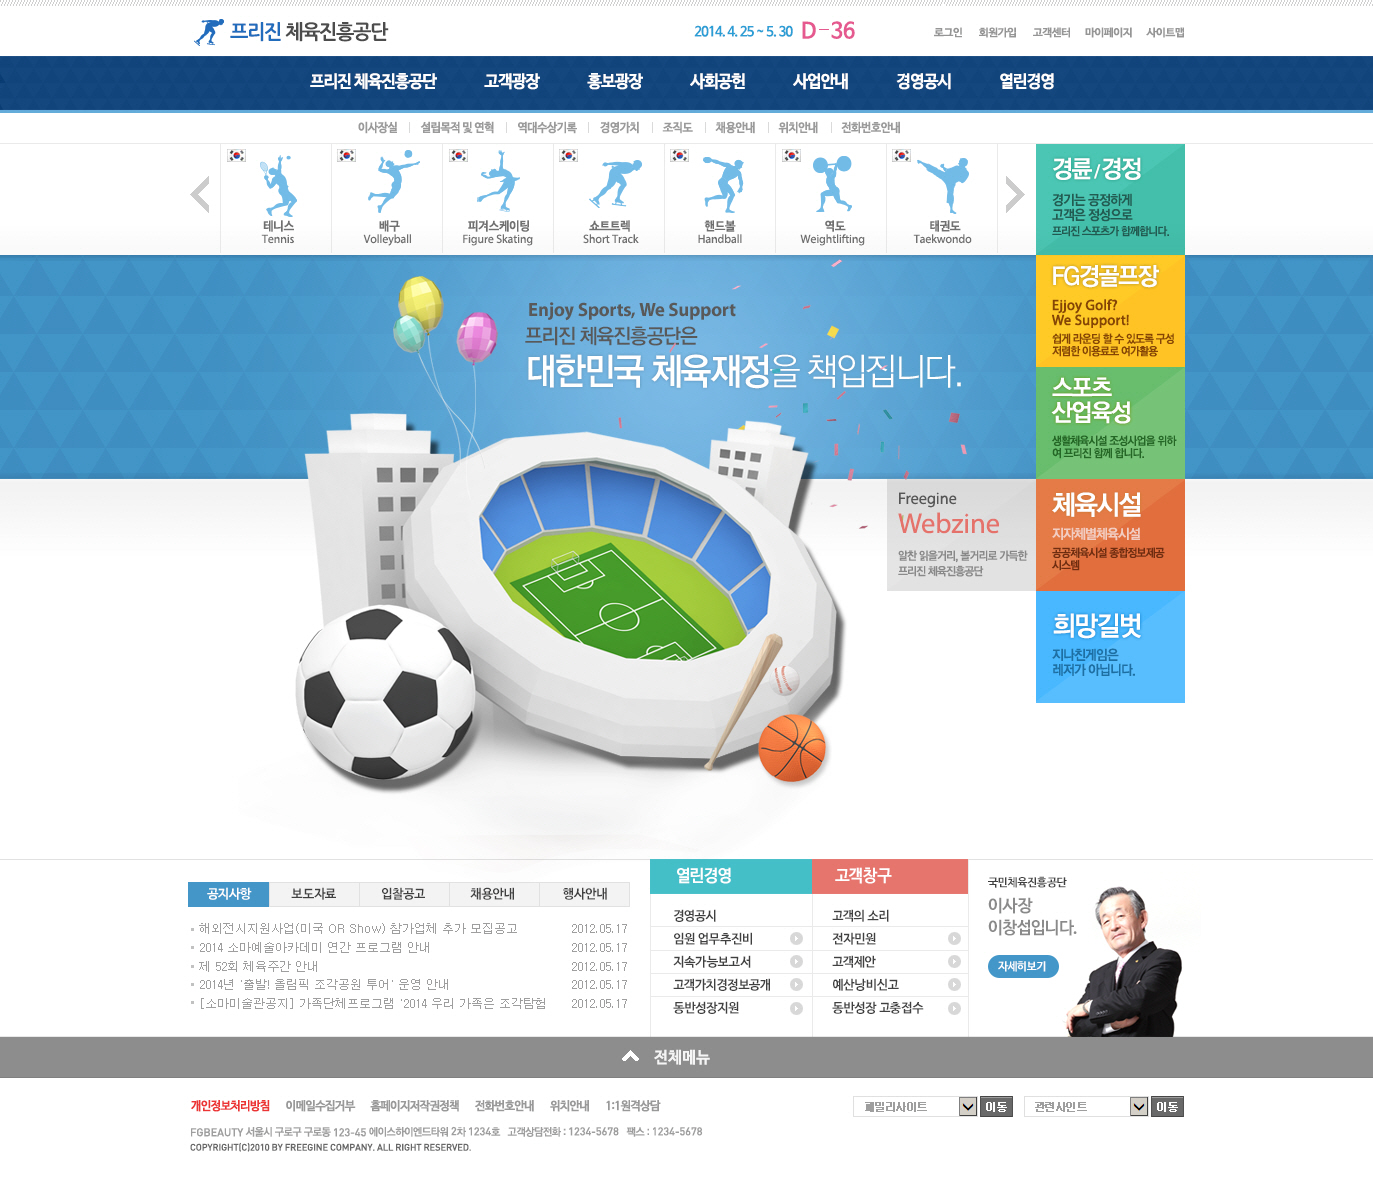 프리진 체육진흥공단
2014. 4. 25 ~ 5. 30 D-36
로그인 회원가입 고객센터 마이페이지 사이트맵
프리진 체육진흥공단 고객광장 홍보광장 사회공헌 사업안내 경영공시 열린경영
이사장실 설립목적 및 연혁 역대수상기록 경영가치 조직도 채용안내 위치안내 전화번호안내
테니스
Tennis
배구
Volleyball
피겨스케이팅
Figure Skating
쇼트트랙
Short Track
핸드볼
Handball
역도
Weightlifting
태권도
Taekwondo
경륜/경정
경기는 공정하게
고객은 정성으로
프리진 스포츠가 함께합니다.
FG경골프장
Ejjoy Golf?
We Support!
쉽게 라운딩 할 수 있도록 구성
저렴한 이용료로 여가활용
스포츠
산업육성
생활체육시설 조성사업을 위하
여 프리진 함께 합니다.
체육시설
지자체별체육시설
공공체육시설 종합정보제공
시스템
희망길벗
지나친게임은
레저가 아닙니다.
Enjoy Sports, We Support
프리진 체육진흥공단은
대한민국 체육재정을 책입집니다.
Freegine
Webzine
알찬 읽을거리, 볼거리로 가득한
프리진 체육진흥공단
공지사항 보도자료 입찰공고 채용안내 행사안내
해외전시지원사업(미국 OR Show) 참가업체 추가 모집공고 2012.05.17
2014 소마예술아카데미 연간 프로그램 안내 2012.05.17
제 52회 체육주간 안내 2012.05.17
2014년 '출발! 올림픽 조각공원 투어' 운영 안내 2012.05.17
[소마미술관공지] 가족단체프로그램 '2014 우리 가족은 조각탐험 2012.05.17
열린경영
경영공시
임원 업무추진비
지속가능보고서
고객가치경정보공개
동반성장지원
고객창구
고객의 소리
전자민원
고객제안
예산낭비신고
동반성장 고충접수
국민체육진흥공단
이사장
이창섭입니다.
자세히보기
전체메뉴
개인정보처리방침 이메일수집거부 홈페이지저작권정책 전화번호안내 위치안내 1:1원격상담
패밀리사이트 이동 관련사인트 이동
FGBEAUTY 서울시 구로구 구로동 123-45 에이스하이엔드타워 2차 1234호 고객상담전화 : 1234-5678 팩스 : 1234-5678
COPYRIGHT(C)2010 BY FREEGINE COMPANY. ALL RIGHT RESERVED.